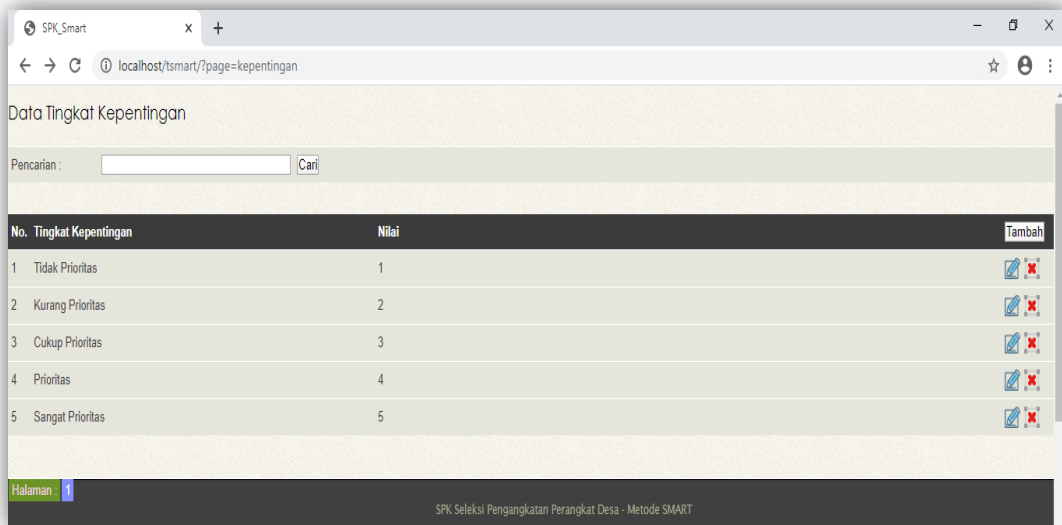 SPK_Smart
localhost/tsmart/?page=kepentingan
Data Tingkat Kepentingan
Pencarian : Cari
No. Tingkat Kepentingan Nilai Tambah
1 Tidak Prioritas 1
2 Kurang Prioritas 2
3 Cukup Prioritas 3
4 Prioritas 4
5 Sangat Prioritas 5
Halaman : 1
SPK Seleksi Pengangkatan Perangkat Desa - Metode SMART